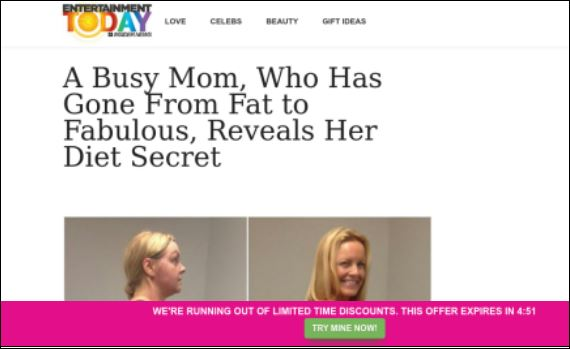 ENTERTAINMENT
TODAY
LOVE CELEBS BEAUTY GIFT IDEAS
A Busy Mom, Who Has
Gone From Fat to
Fabulous, Reveals Her
Diet Secret
WE'RE RUNNING OUT OF LIMITED TIME DISCOUNTS. THIS OFFER EXPIRES IN 4:51
TRY MINE NOW!